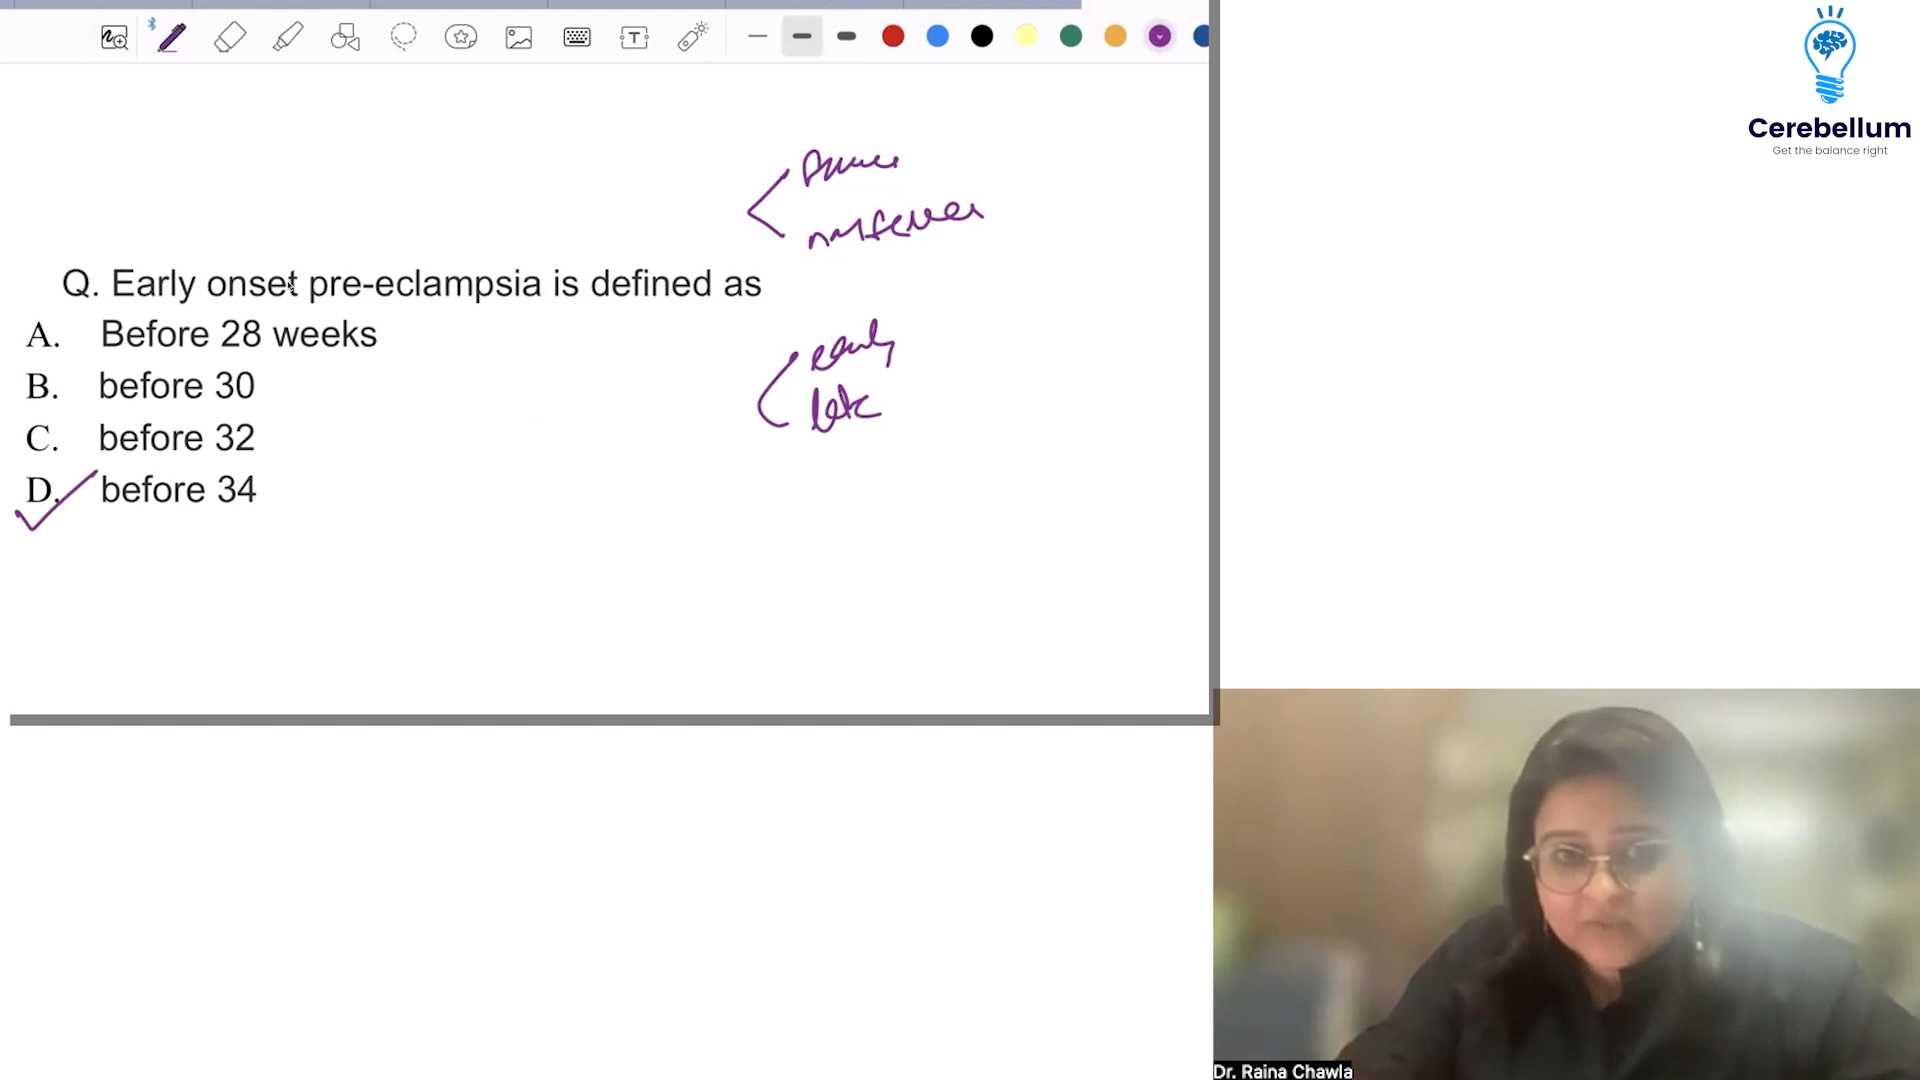 Cerebellum
Get the balance right
nonsevere
Q. Early onset pre-eclampsia is defined as
A. Before 28 weeks
B. before 30
C. before 32
D. before 34
early
late
Dr. Raina Chawla